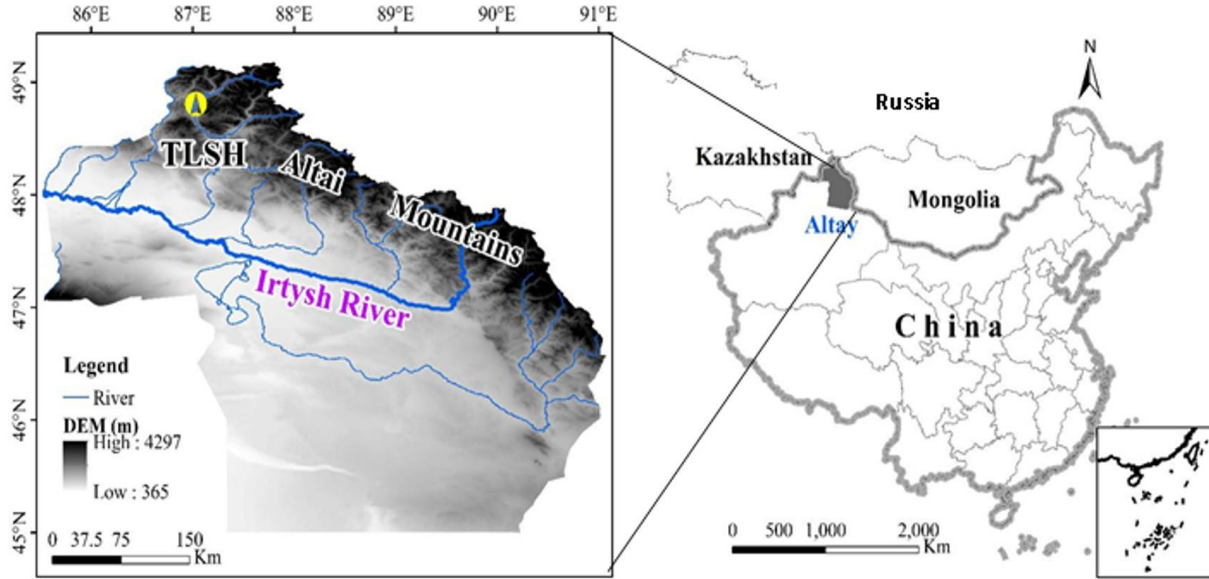 86°E 87°E 88°E 89°E 90°E 91°E
49°N
48°N
47°N
46°N
45°N
TLSH
Altai
Mountains
Irtysh River
Legend
River
DEM (m)
High : 4297
Low : 365
0 37.5 75 150
Km
N
Russia
Kazakhstan
Mongolia
Altay
China
0 500 1,000 2,000
Km